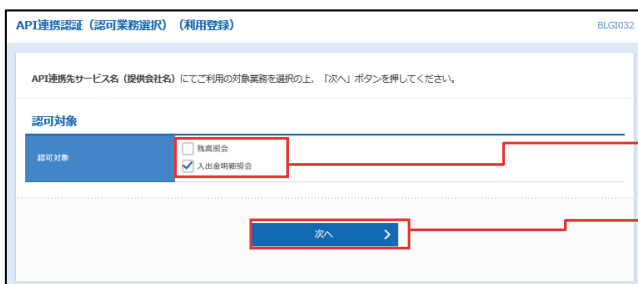 API連携認証（認可業務選択）（利用登録）
BLGI032
API連携先サービス名（提供会社名）にてご利用の対象業務を選択の上、「次へ」ボタンを押してください。
認可対象
認可対象
残高照会
入出金明細照会
次へ